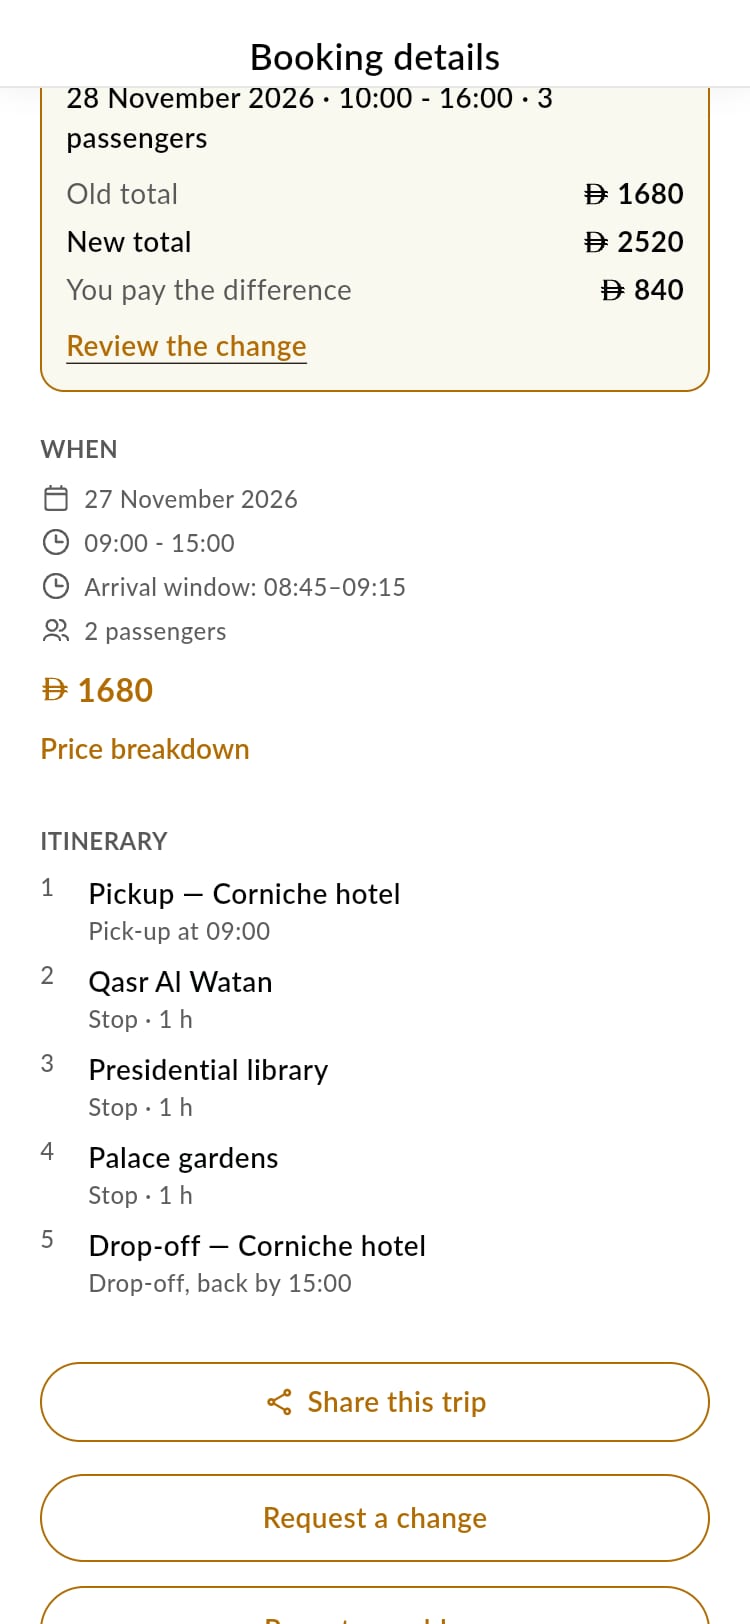 Booking details
28 November 2026 · 10:00 - 16:00 · 3
passengers
Old total 1680
New total 2520
You pay the difference 840
Review the change
WHEN
27 November 2026
09:00 - 15:00
Arrival window: 08:45–09:15
2 passengers
1680
Price breakdown
ITINERARY
1 Pickup — Corniche hotel
Pick-up at 09:00
2 Qasr Al Watan
Stop · 1 h
3 Presidential library
Stop · 1 h
4 Palace gardens
Stop · 1 h
5 Drop-off — Corniche hotel
Drop-off, back by 15:00
Share this trip
Request a change